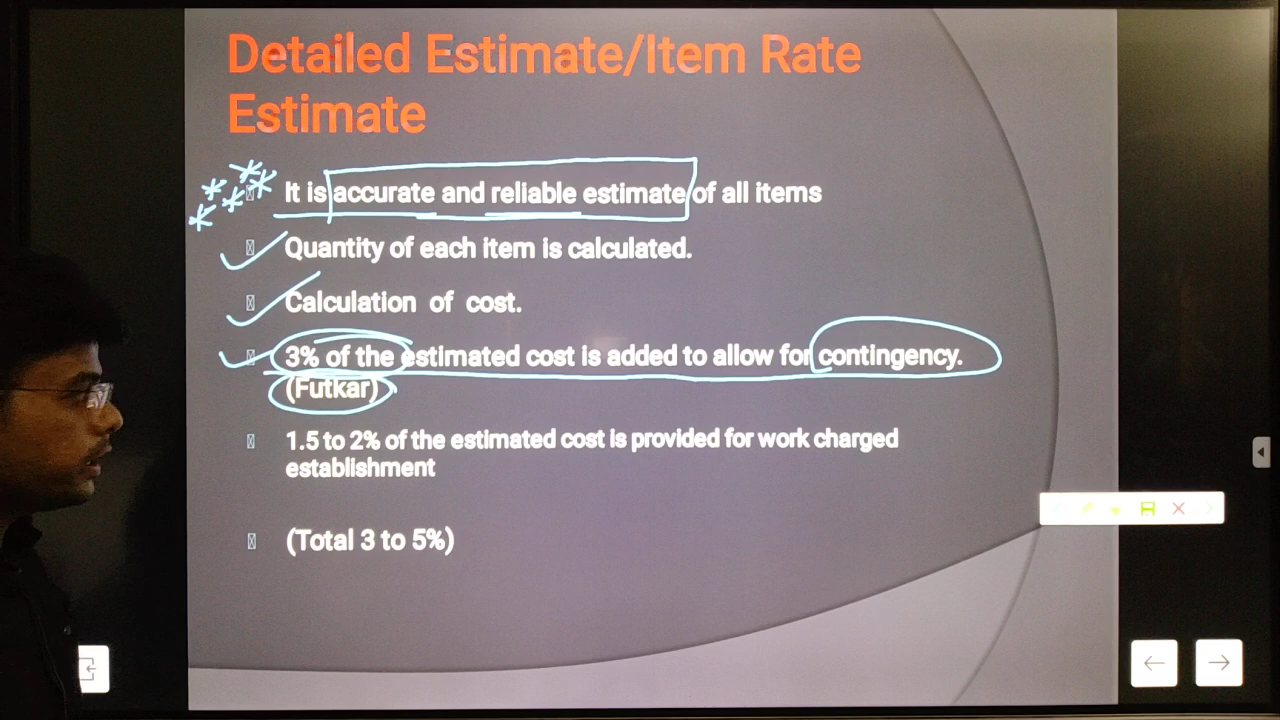 Detailed Estimate/Item Rate
Estimate
It is accurate and reliable estimate of all items
Quantity of each item is calculated.
Calculation of cost.
3% of the estimated cost is added to allow for contingency.
(Futkar)
1.5 to 2% of the estimated cost is provided for work charged
establishment
(Total 3 to 5%)